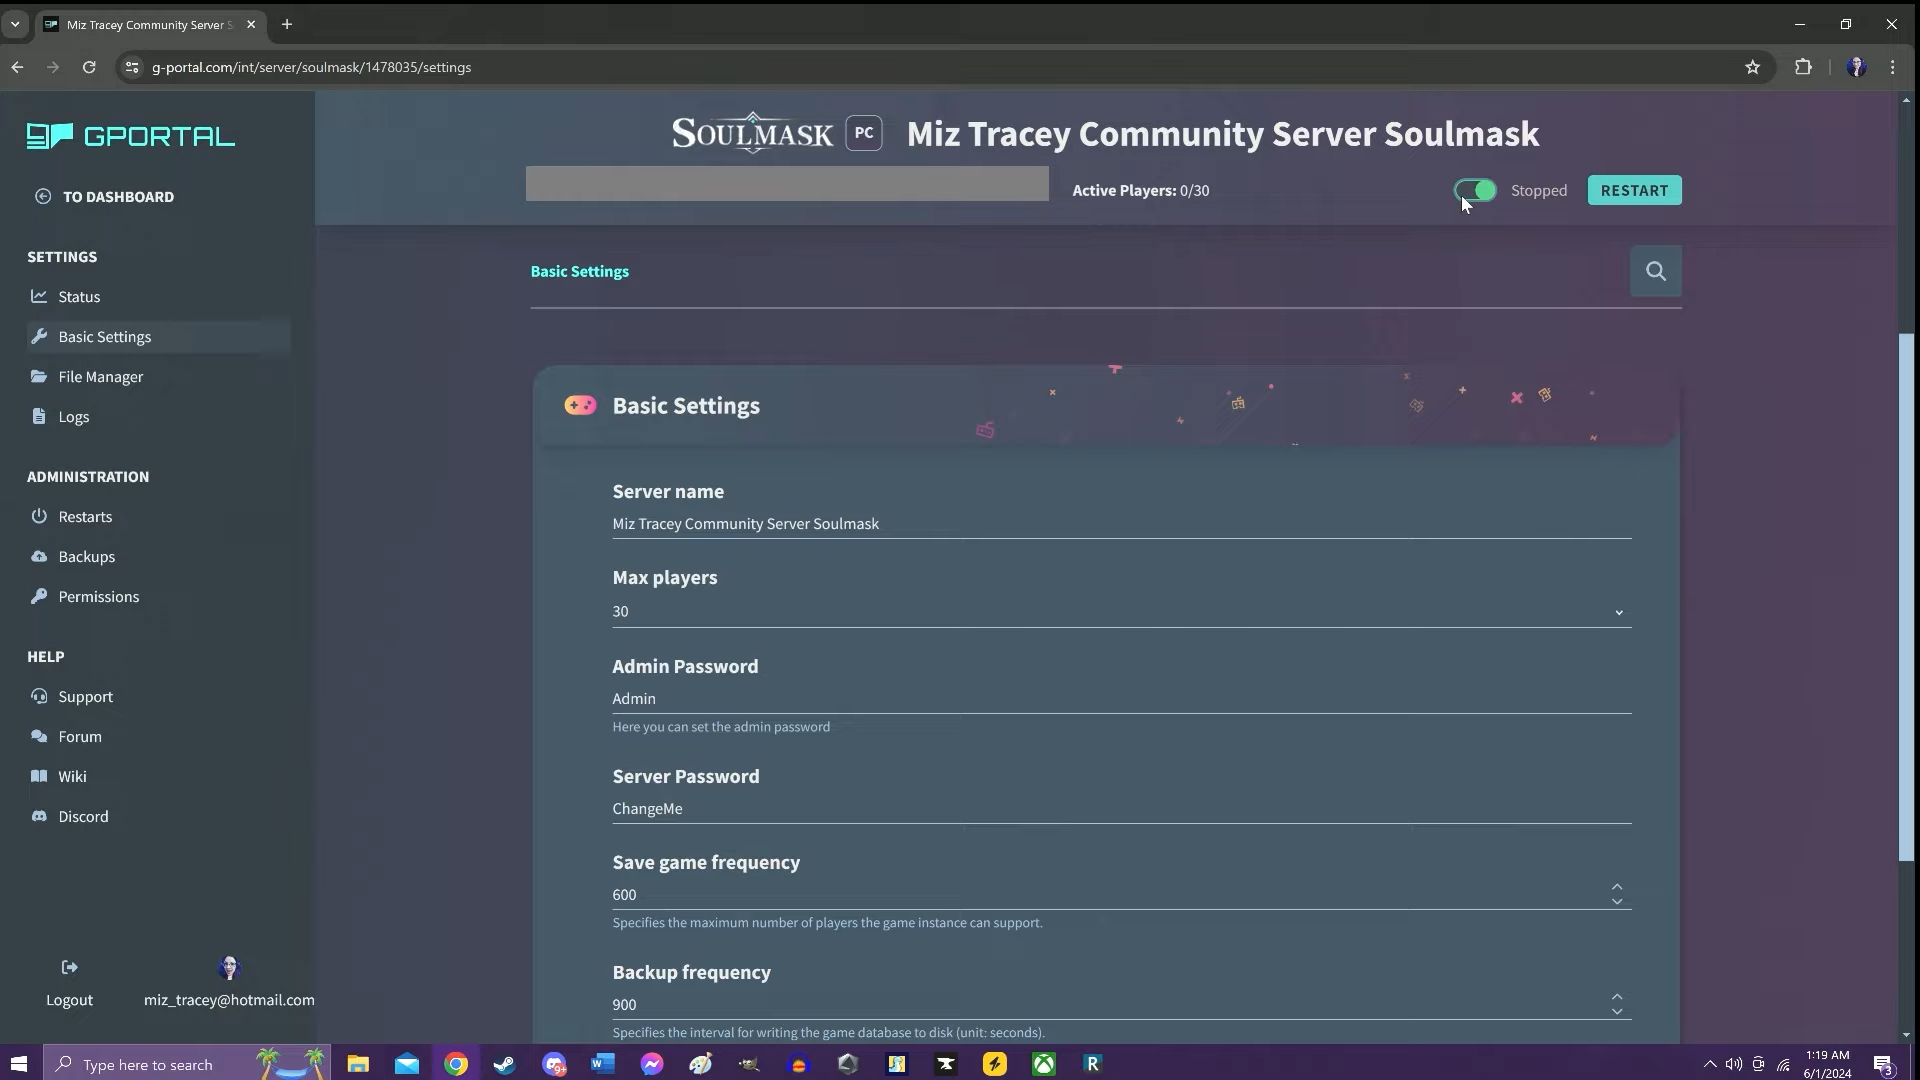 Miz Tracey Community Server S
g-portal.com/int/server/soulmask/1478035/settings
GPORTAL
TO DASHBOARD
SETTINGS
Status
Basic Settings
File Manager
Logs
ADMINISTRATION
Restarts
Backups
Permissions
HELP
Support
Forum
Wiki
Discord
Logout
miz_tracey@hotmail.com
SOULMASK PC Miz Tracey Community Server Soulmask
Active Players: 0/30
Stopped
RESTART
Basic Settings
Basic Settings
Server name
Miz Tracey Community Server Soulmask
Max players
30
Admin Password
Admin
Here you can set the admin password
Server Password
ChangeMe
Save game frequency
600
Specifies the maximum number of players the game instance can support.
Backup frequency
900
Specifies the interval for writing the game database to disk (unit: seconds).
Type here to search
9+
W
R
1:19 AM
6/1/2024
3